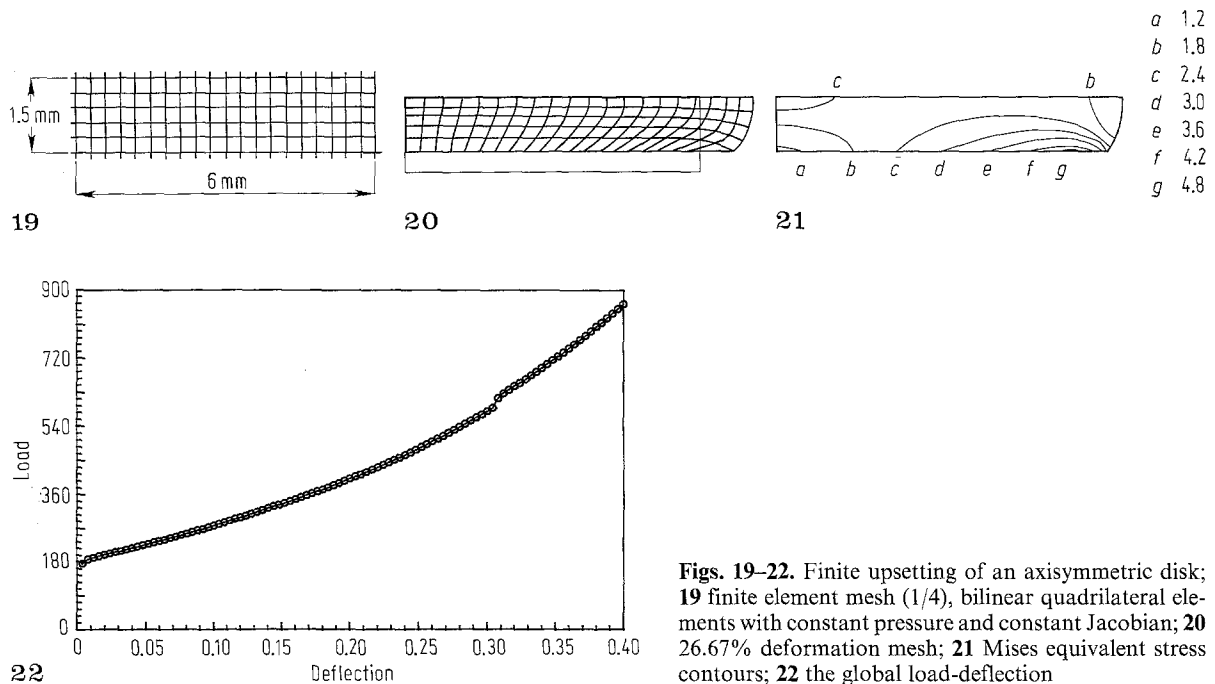 1.5 mm
6 mm
19
20
c b
a b c d e f g
21
a 1.2
b 1.8
c 2.4
d 3.0
e 3.6
f 4.2
g 4.8
900
720
540
360
180
0
Load
0 0.05 0.10 0.15 0.20 0.25 0.30 0.35 0.40
Deflection
22
Figs. 19–22. Finite upsetting of an axisymmetric disk;
19 finite element mesh (1/4), bilinear quadrilateral ele-
ments with constant pressure and constant Jacobian; 20
26.67% deformation mesh; 21 Mises equivalent stress
contours; 22 the global load-deflection